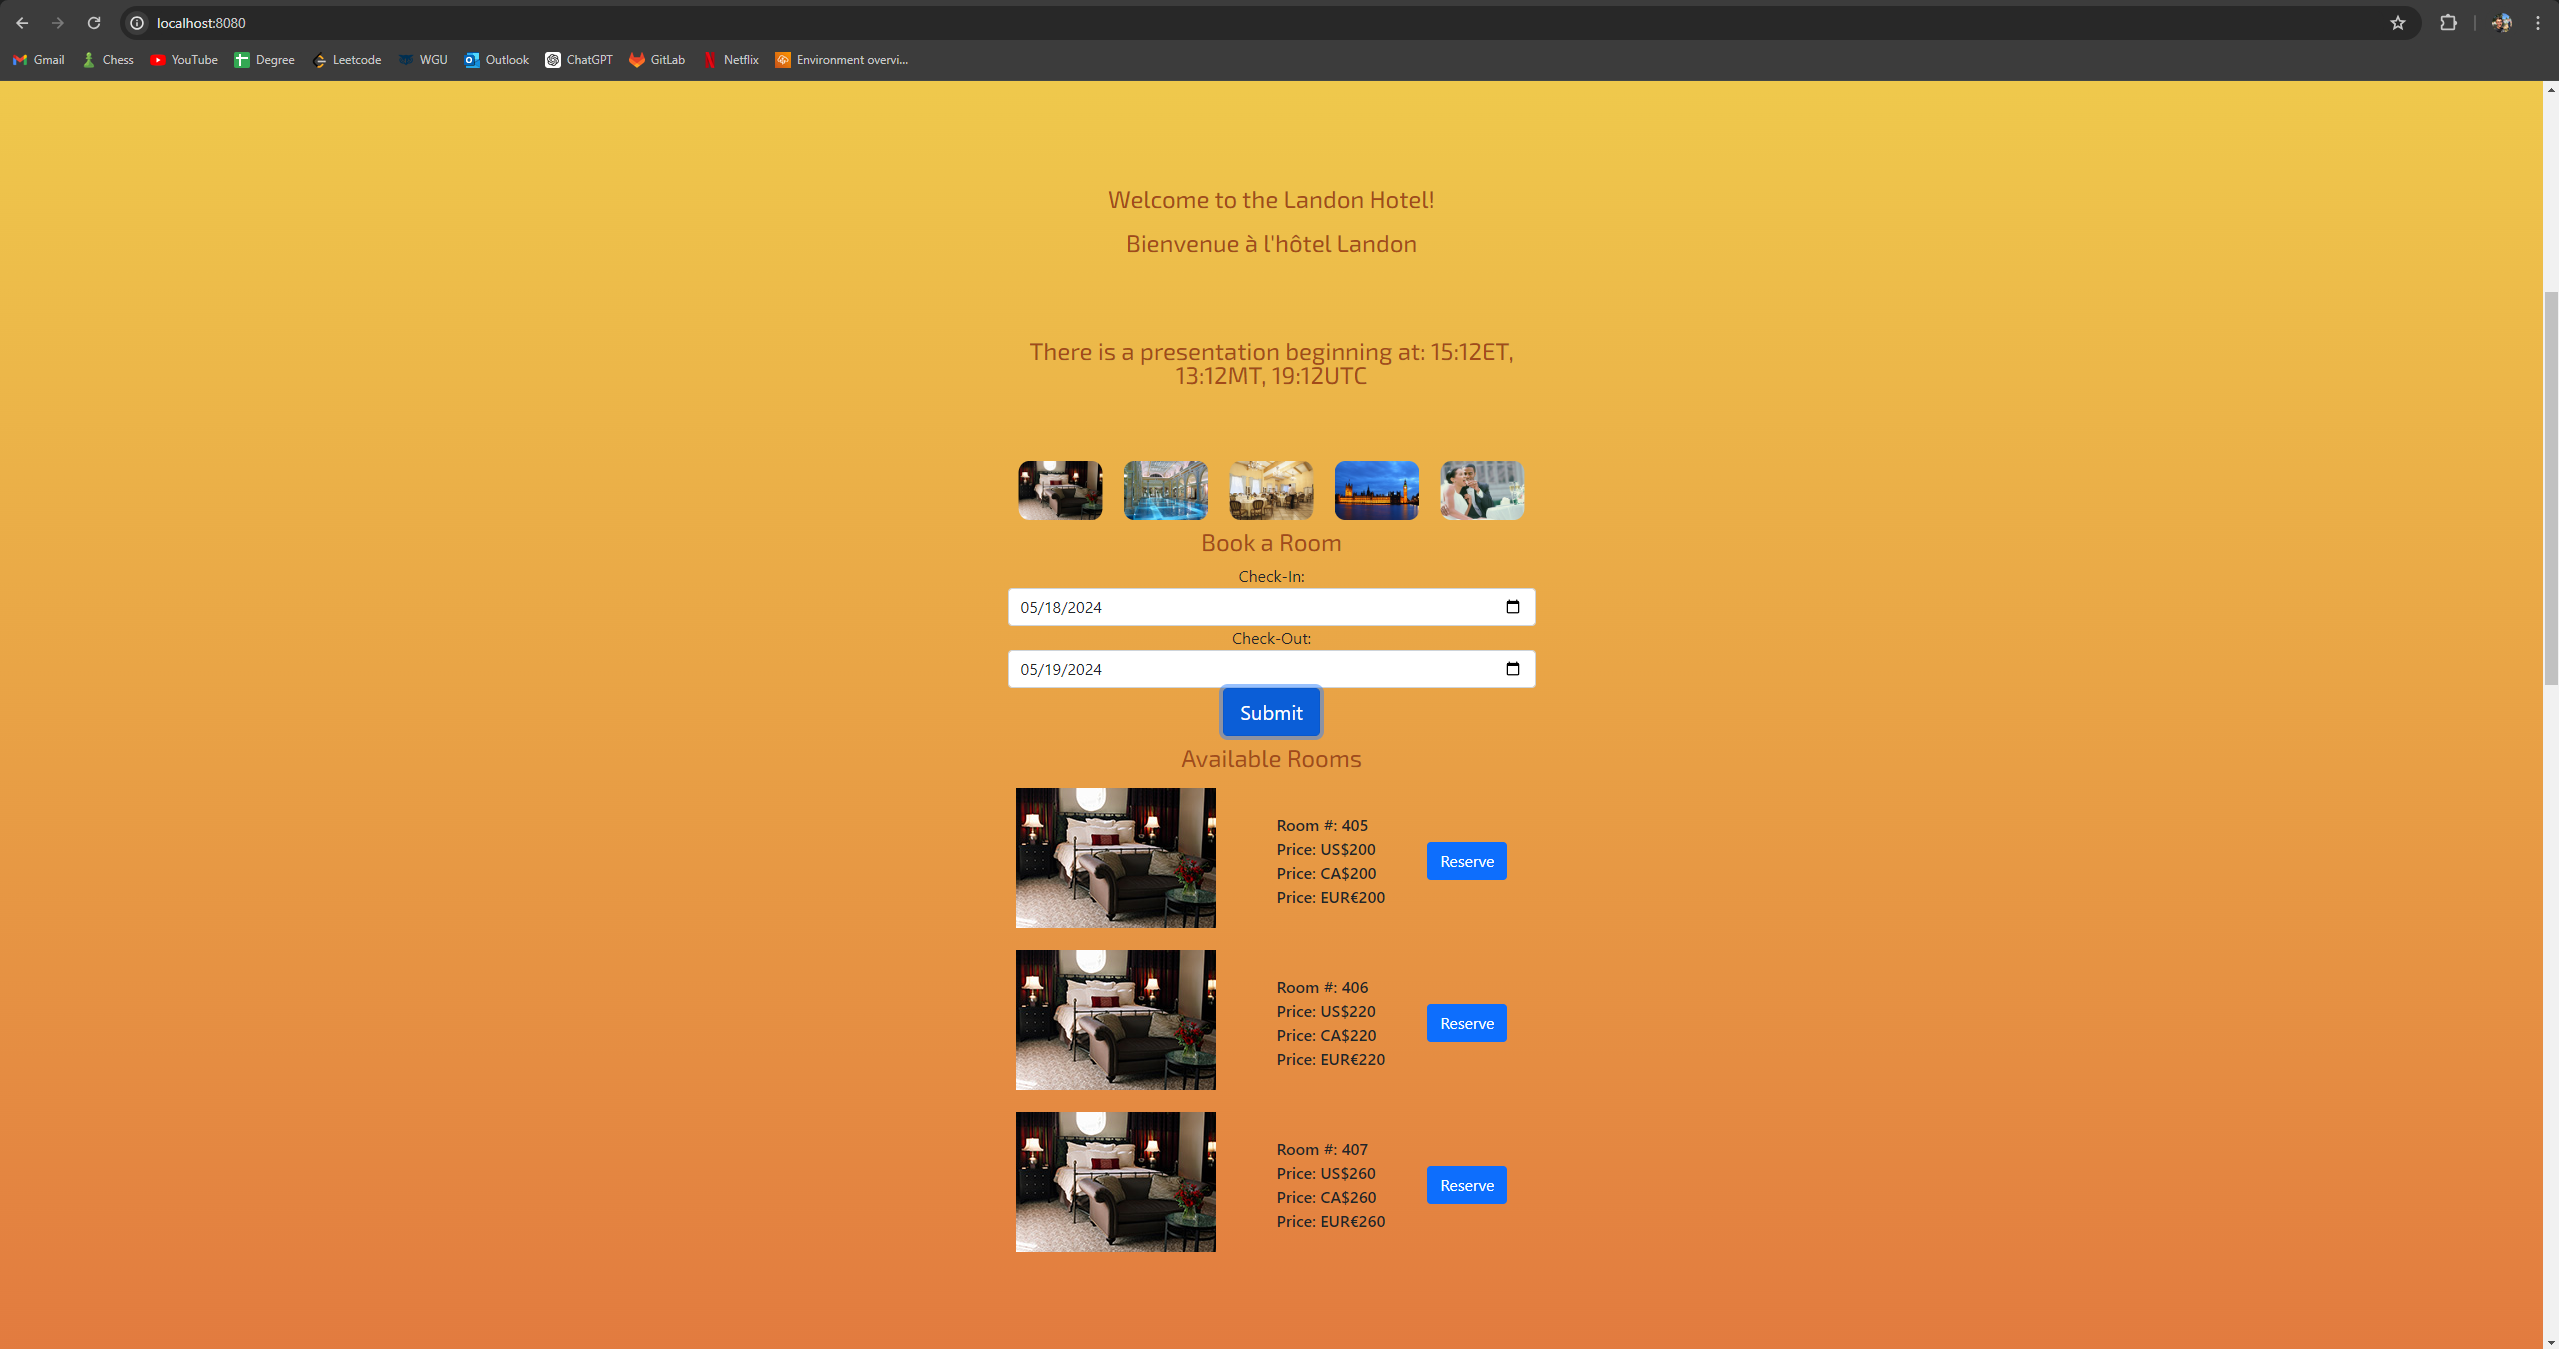 localhost:8080
Gmail Chess YouTube Degree Leetcode WGU Outlook ChatGPT GitLab Netflix Environment overvi...
Welcome to the Landon Hotel!
Bienvenue à l'hôtel Landon
There is a presentation beginning at: 15:12ET,
13:12MT, 19:12UTC
Book a Room
Check-In:
05/18/2024
Check-Out:
05/19/2024
Submit
Available Rooms
Room #: 405
Price: US$200
Price: CA$200
Price: EUR€200
Reserve
Room #: 406
Price: US$220
Price: CA$220
Price: EUR€220
Reserve
Room #: 407
Price: US$260
Price: CA$260
Price: EUR€260
Reserve